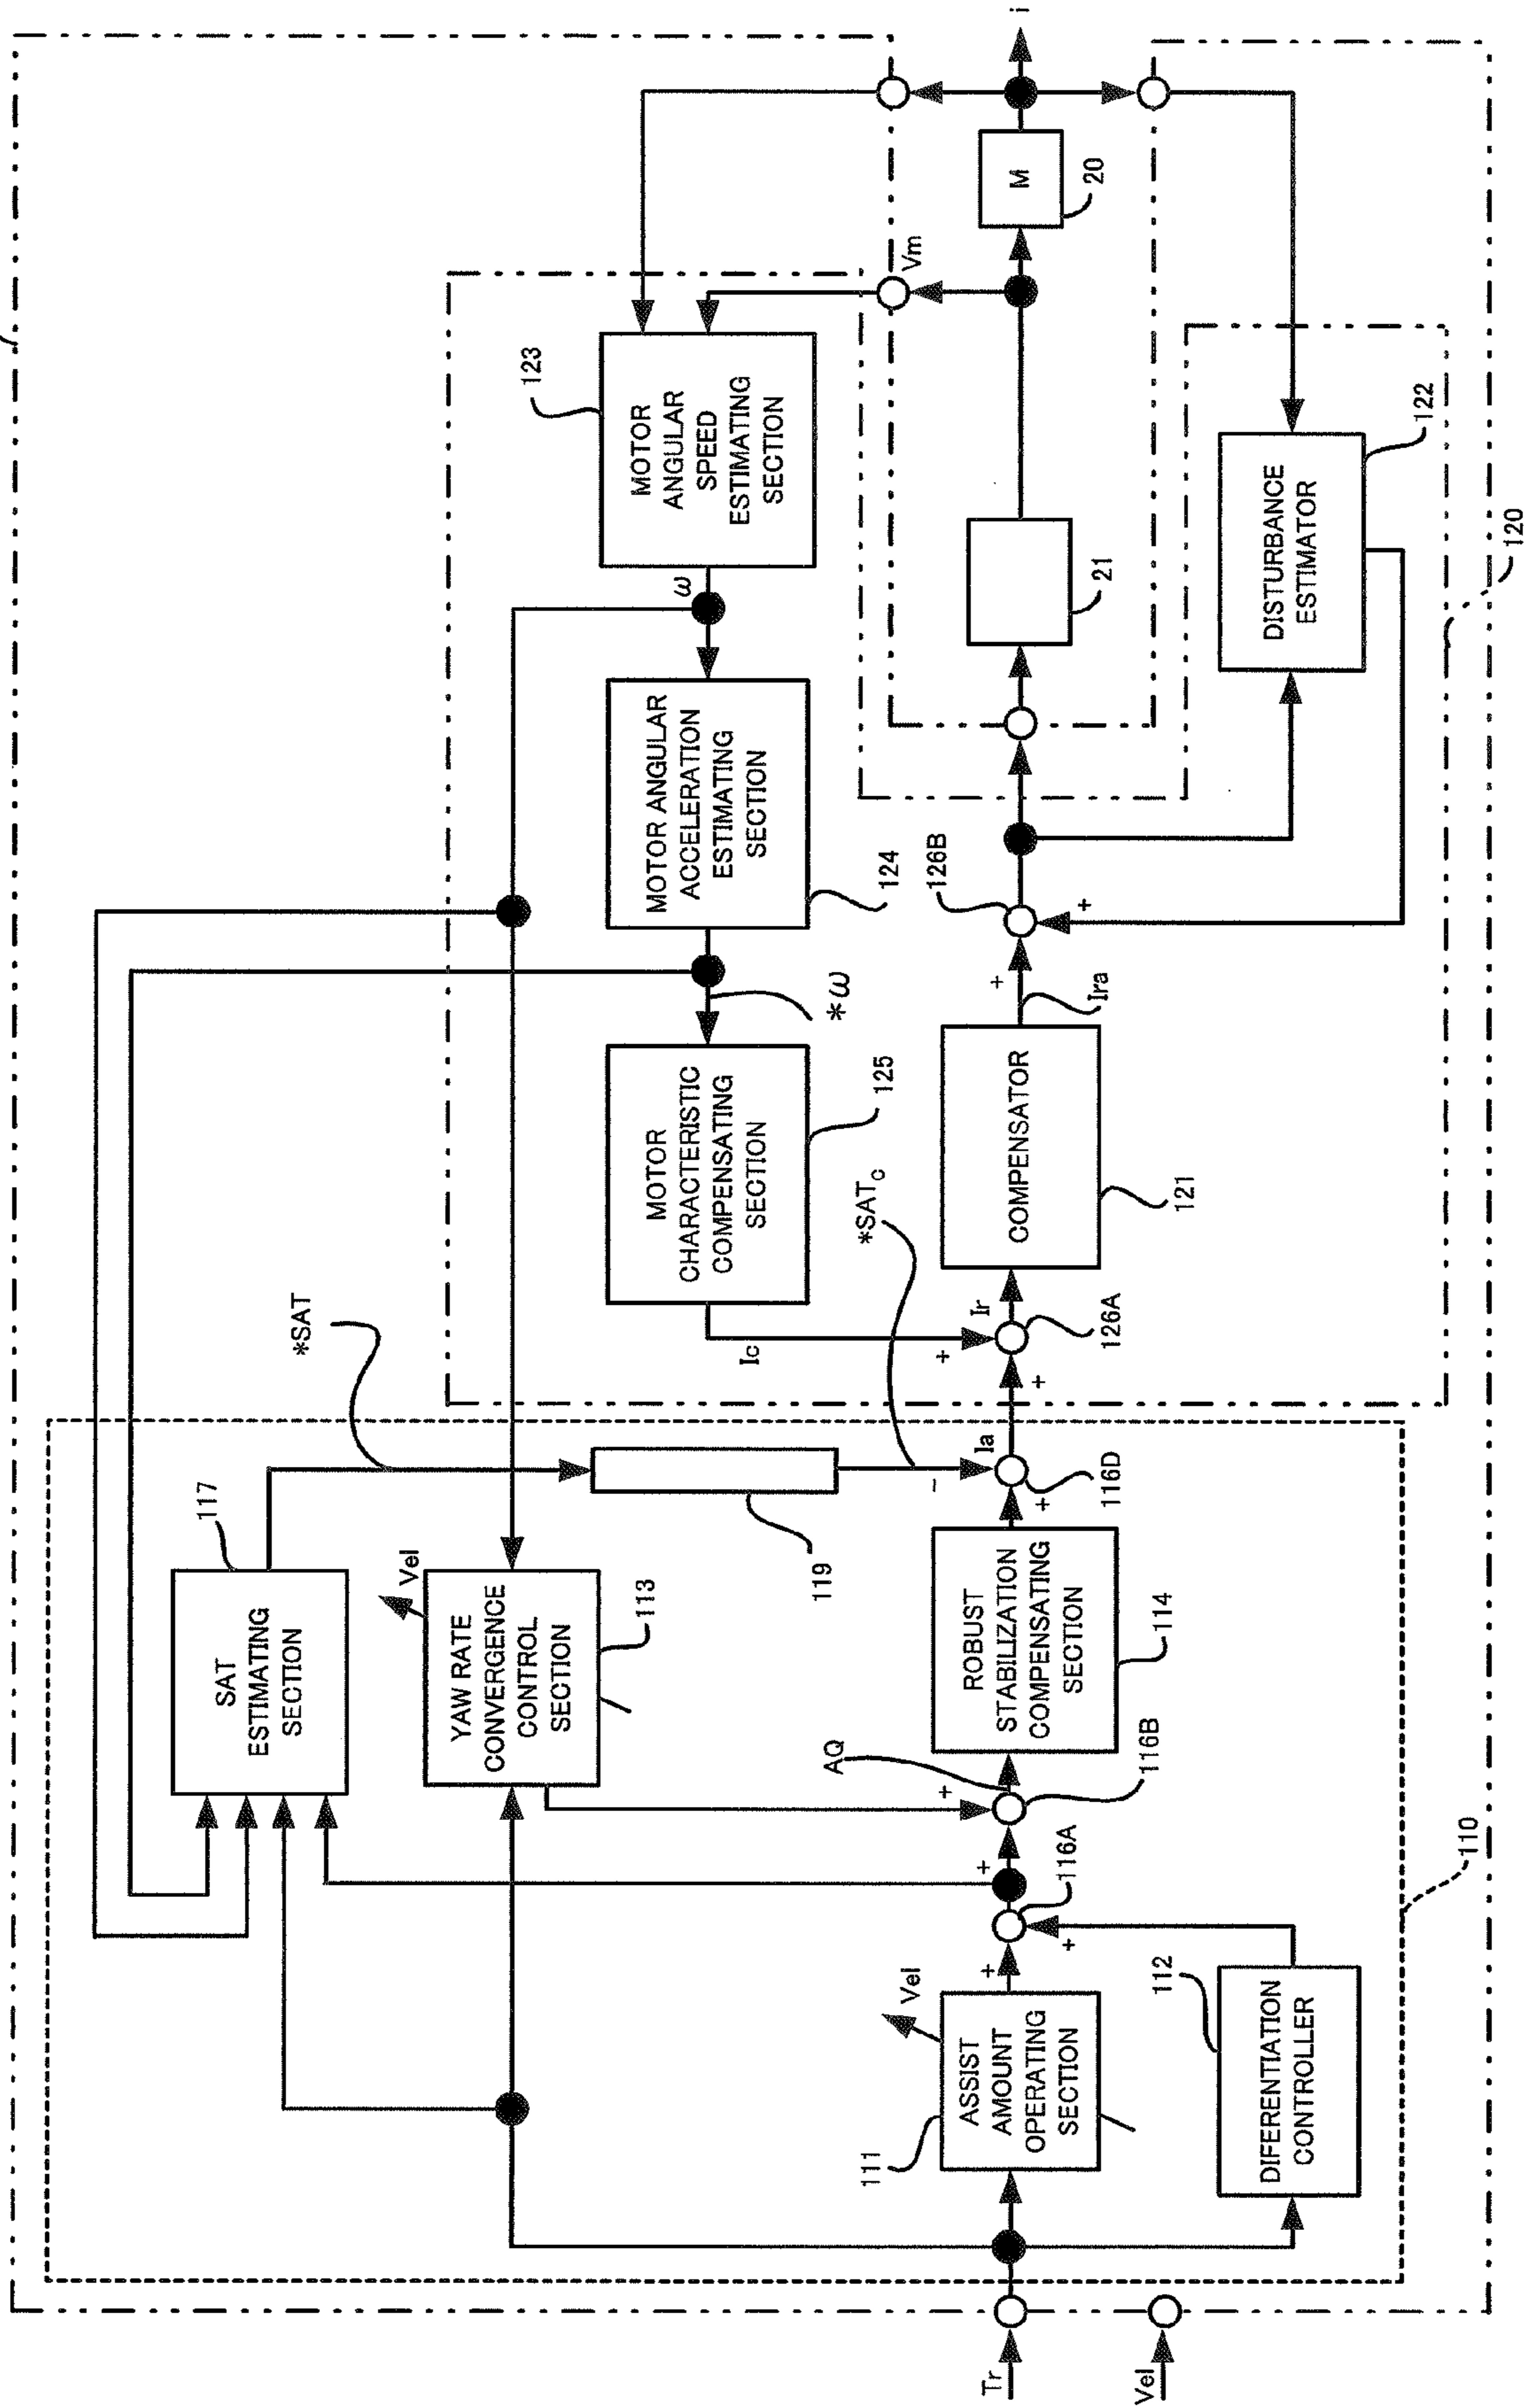 *SAT
117
SAT
ESTIMATING
SECTION
Vel
YAW RATE
CONVERGENCE
CONTROL
SECTION
113
119
123
MOTOR
ANGULAR
SPEED
ESTIMATING
SECTION
ω
MOTOR ANGULAR
ACCELERATION
ESTIMATING
SECTION
124
*ω
MOTOR
CHARACTERISTIC
COMPENSATING
SECTION
125
Ic
*SATC
Vm
i
M
20
21
126B
+
+
Ira
COMPENSATOR
121
Ir
126A
+
+
Ia
−
+
116D
ROBUST
STABILIZATION
COMPENSATING
SECTION
114
AQ
+
+
116B
116A
+
+
Vel
ASSIST
AMOUNT
OPERATING
SECTION
111
112
DIFERENTIATION
CONTROLLER
110
DISTURBANCE
ESTIMATOR
122
120
Tr
Vel